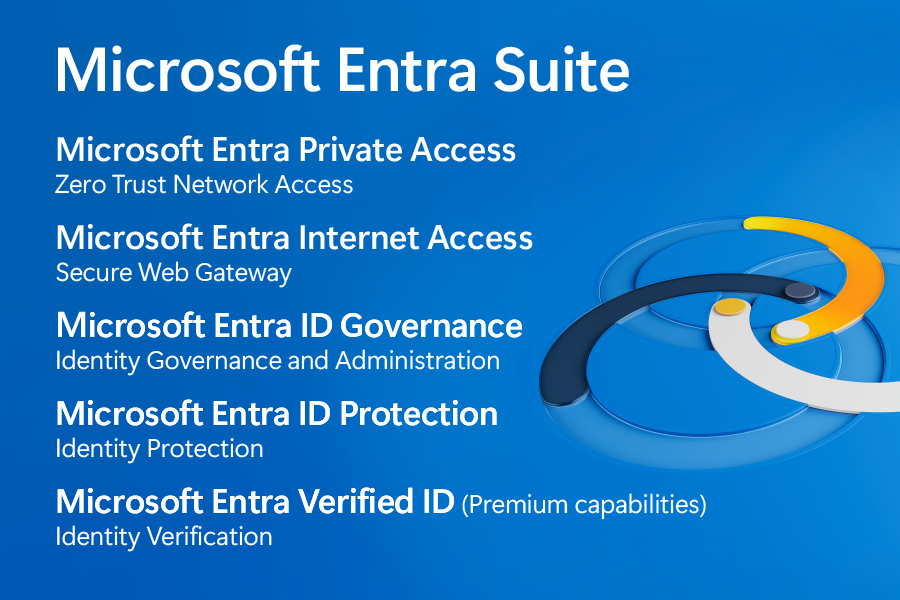 Microsoft Entra Suite
Microsoft Entra Private Access
Zero Trust Network Access
Microsoft Entra Internet Access
Secure Web Gateway
Microsoft Entra ID Governance
Identity Governance and Administration
Microsoft Entra ID Protection
Identity Protection
Microsoft Entra Verified ID (Premium capabilities)
Identity Verification